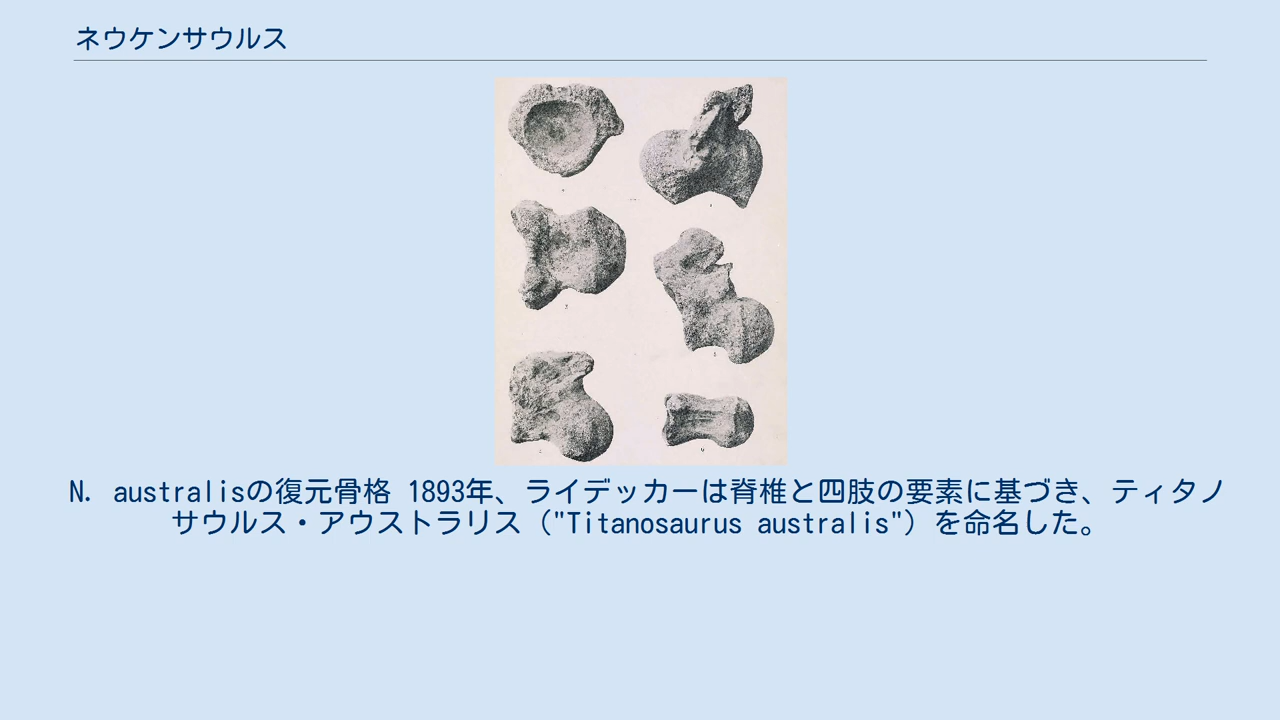 ネウケンサウルス
N. australisの復元骨格 1893年、ライデッカーは脊椎と四肢の要素に基づき、ティタノ
サウルス・アウストラリス（"Titanosaurus australis"）を命名した。